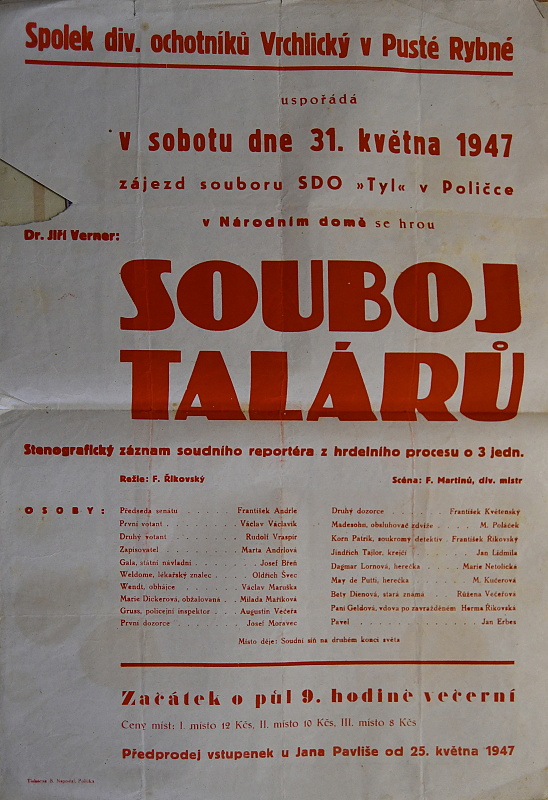 Spolek div. ochotníků Vrchlický v Pusté Rybné
uspořádá
v sobotu dne 31. května 1947
zájezd souboru SDO »Tyl« v Poličce
v Národním domě se hrou
Dr. Jiří Verner:
SOUBOJ
TALÁRŮ
Stenografický záznam soudního reportéra z hrdelního procesu o 3 jedn.
Režie: F. Řikovský
Scéna: F. Martinů, div. mistr
OSOBY:
Předseda senátu . . . . . . František Andrle
První votant . . . . . . Václav Václavík
Druhý votant . . . . . . Rudolf Vraspír
Zapisovatel . . . . . . Marta Andrlová
Gala, státní návladní . . . . . . Josef Břeň
Weldome, lékařský znalec . . . . . . Oldřich Švec
Wendt, obhájce . . . . . . Václav Maruška
Marie Dickerová, obžalovaná . Milada Maříková
Gruss, policejní inspektor . . Augustin Večeřa
První dozorce . . . . . . Josef Moravec
Druhý dozorce . . . . . . František Květenský
Madesohn, obsluhovač zdviže . . . M. Poláček
Korn Patrik, soukromý detektiv . František Řikovský
Jindřich Tajlor, krejčí . . . . . . Jan Ládmila
Dagmar Lornová, herečka . . . Marie Netolická
May de Putti, herečka . . . . . . M. Kučerová
Bety Dienová, stará známá . . Růžena Večeřová
Paní Geldová, vdova po zavražděném Herma Řikovská
Pavel . . . . . . Jan Erbes
Místo děje: Soudní síň na druhém konci světa
Začátek o půl 9. hodině večerní
Ceny míst: I. místo 12 Kčs, II. místo 10 Kčs, III. místo 8 Kčs
Předprodej vstupenek u Jana Pavliše od 25. května 1947
Tiskárna Polička